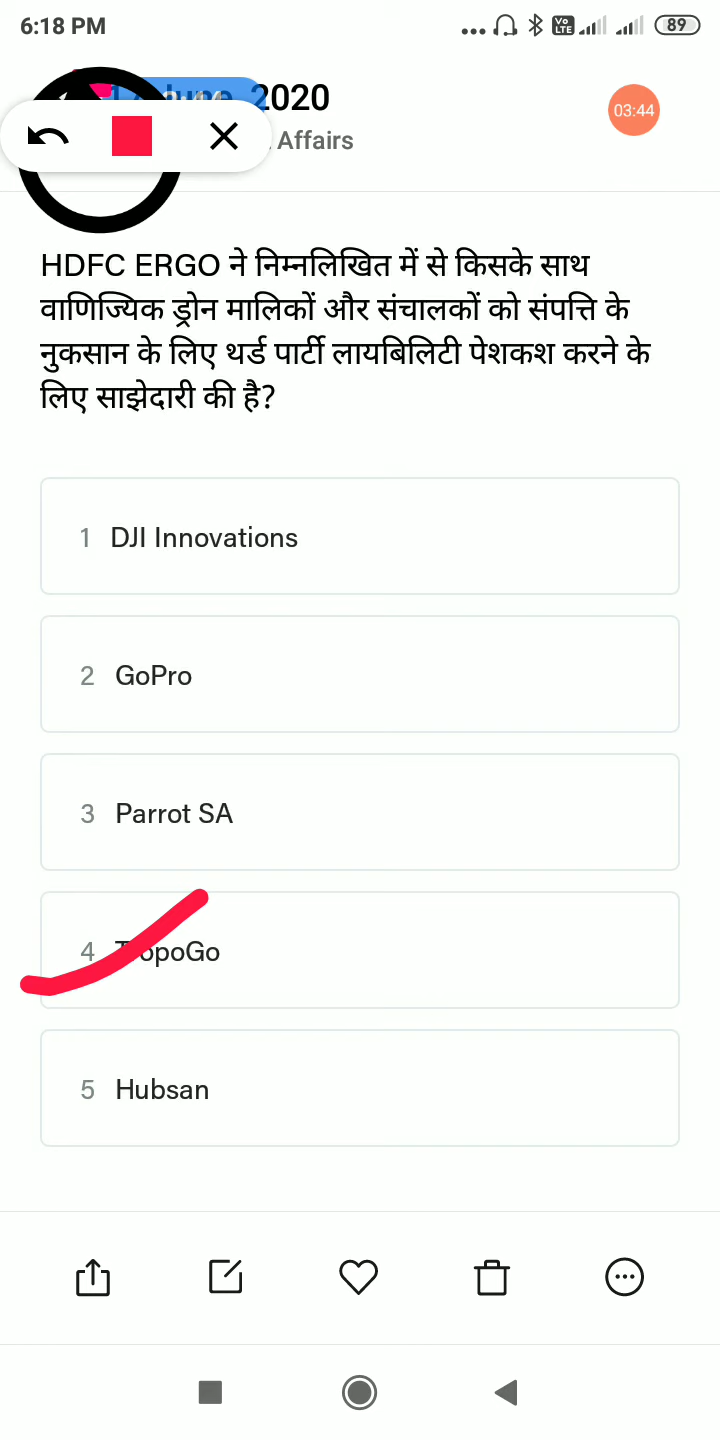 6:18 PM
89
2020
Affairs
03:44
HDFC ERGO ने निम्नलिखित में से किसके साथ
वाणिज्यिक ड्रोन मालिकों और संचालकों को संपत्ति के
नुकसान के लिए थर्ड पार्टी लायबिलिटी पेशकश करने के
लिए साझेदारी की है?
1 DJI Innovations
2 GoPro
3 Parrot SA
4 TropoGo
5 Hubsan